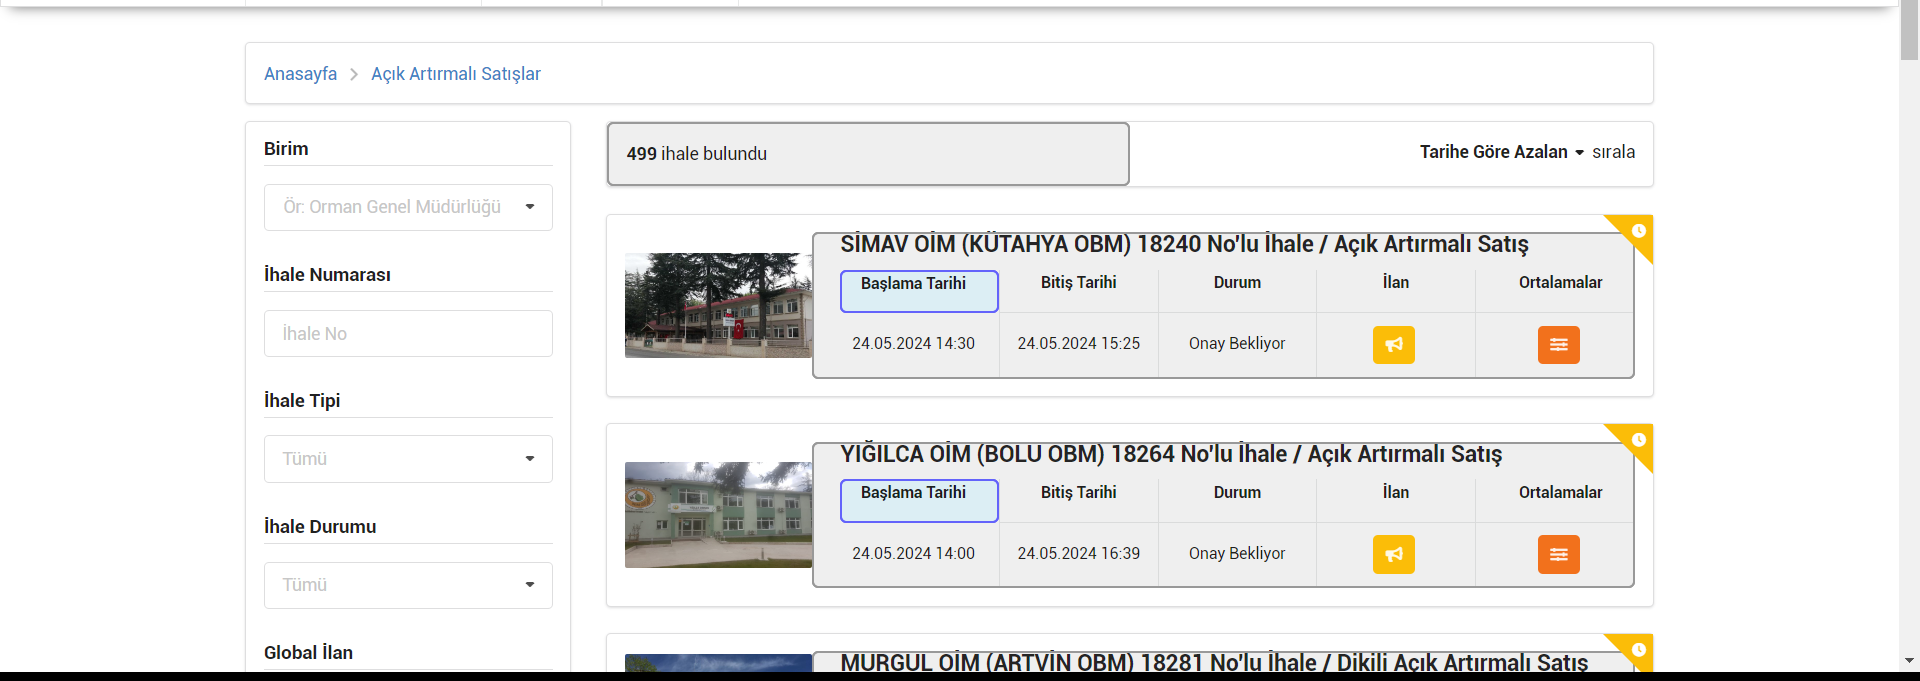 Anasayfa > Açık Artırmalı Satışlar
Birim
Ör: Orman Genel Müdürlüğü
İhale Numarası
İhale No
İhale Tipi
Tümü
İhale Durumu
Tümü
Global İlan
499 ihale bulundu
Tarihe Göre Azalan sırala
SİMAV OİM (KÜTAHYA OBM) 18240 No'lu İhale / Açık Artırmalı Satış
Başlama Tarihi Bitiş Tarihi Durum İlan Ortalamalar
24.05.2024 14:30 24.05.2024 15:25 Onay Bekliyor
YIĞILCA OİM (BOLU OBM) 18264 No'lu İhale / Açık Artırmalı Satış
Başlama Tarihi Bitiş Tarihi Durum İlan Ortalamalar
24.05.2024 14:00 24.05.2024 16:39 Onay Bekliyor
MURGUL OİM (ARTVİN OBM) 18281 No'lu İhale / Dikili Açık Artırmalı Satış